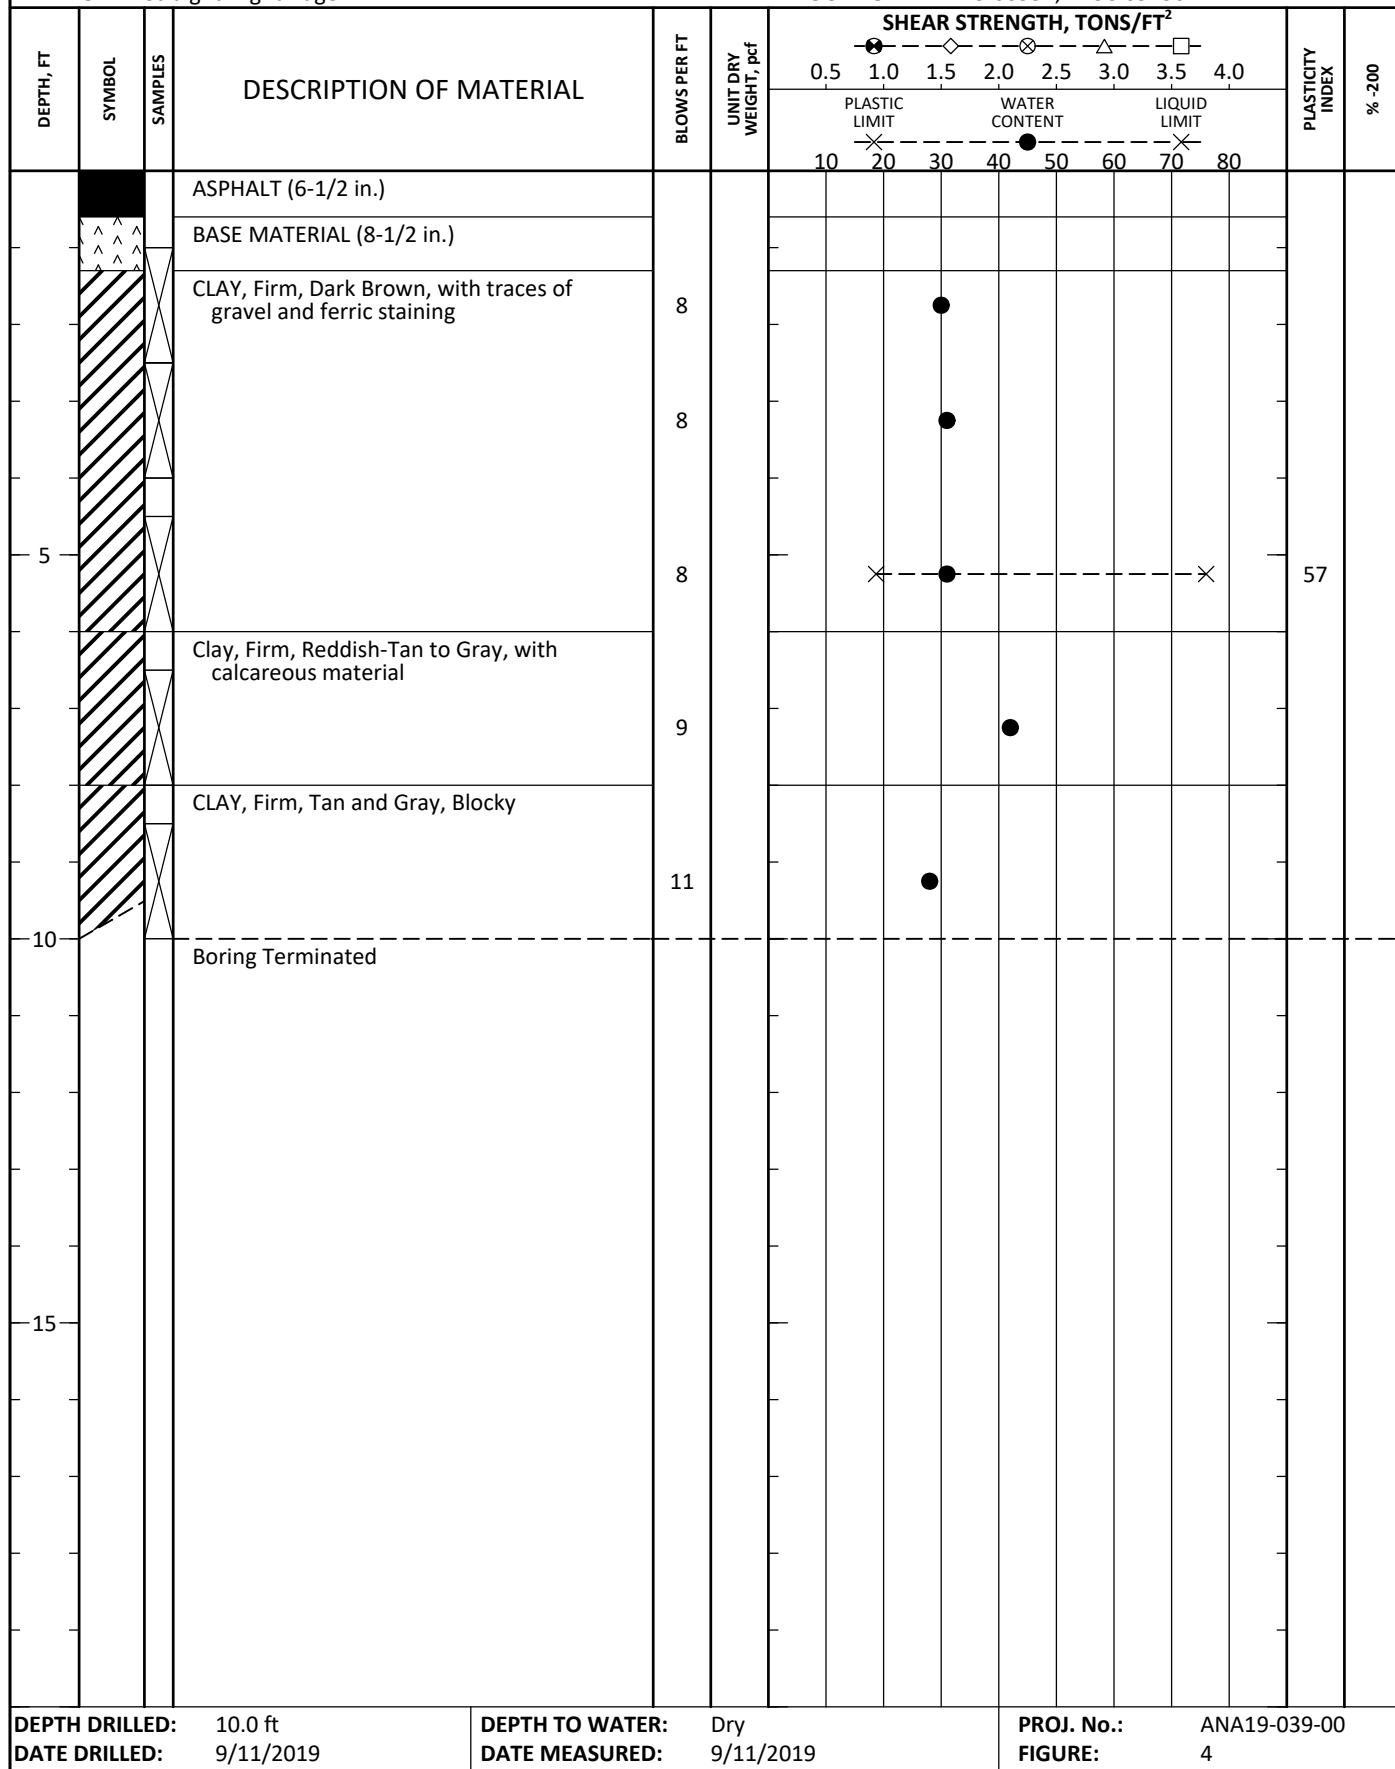 SHEAR STRENGTH, TONS/FT²
DEPTH, FT
SYMBOL
SAMPLES
DESCRIPTION OF MATERIAL
BLOWS PER FT
UNIT DRY
WEIGHT, pcf
0.5 1.0 1.5 2.0 2.5 3.0 3.5 4.0
PLASTIC
LIMIT
WATER
CONTENT
LIQUID
LIMIT
10 20 30 40 50 60 70 80
PLASTICITY
INDEX
% -200
ASPHALT (6-1/2 in.)
BASE MATERIAL (8-1/2 in.)
CLAY, Firm, Dark Brown, with traces of
gravel and ferric staining
8
8
5
8
57
Clay, Firm, Reddish-Tan to Gray, with
calcareous material
9
CLAY, Firm, Tan and Gray, Blocky
11
10
Boring Terminated
15
DEPTH DRILLED: 10.0 ft
DATE DRILLED: 9/11/2019
DEPTH TO WATER: Dry
DATE MEASURED: 9/11/2019
PROJ. No.: ANA19-039-00
FIGURE: 4